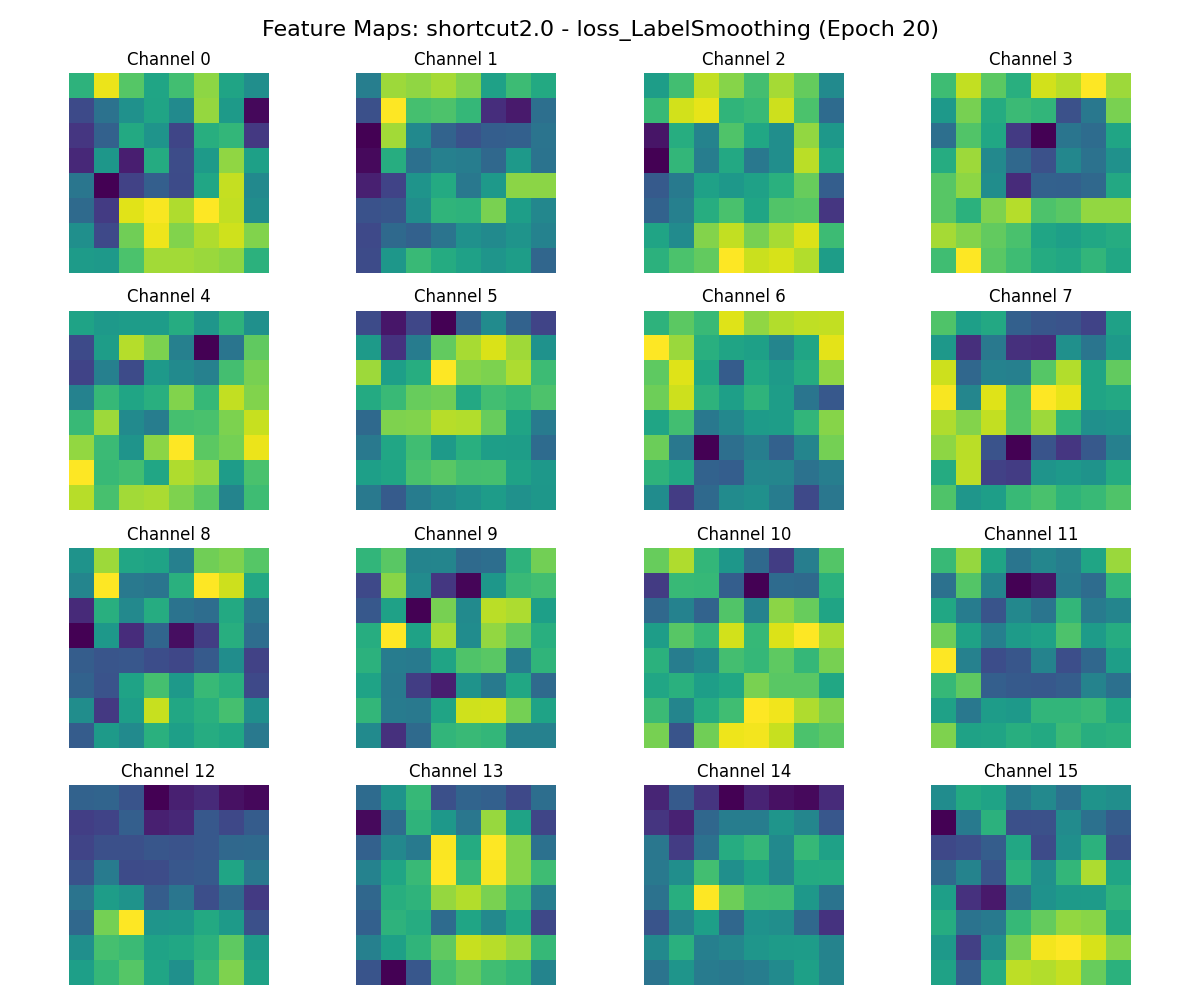 Feature Maps: shortcut2.0 - loss_LabelSmoothing (Epoch 20)
Channel 0
Channel 1
Channel 2
Channel 3
Channel 4
Channel 5
Channel 6
Channel 7
Channel 8
Channel 9
Channel 10
Channel 11
Channel 12
Channel 13
Channel 14
Channel 15